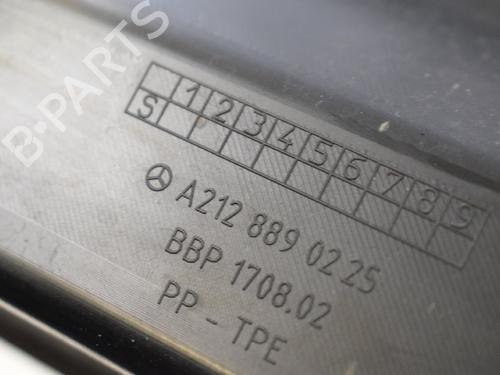 B-PARTS
1 2 3 4 5 6 7 8 9
S
A212 889 02 25
BBP 1708.02
PP - TPE